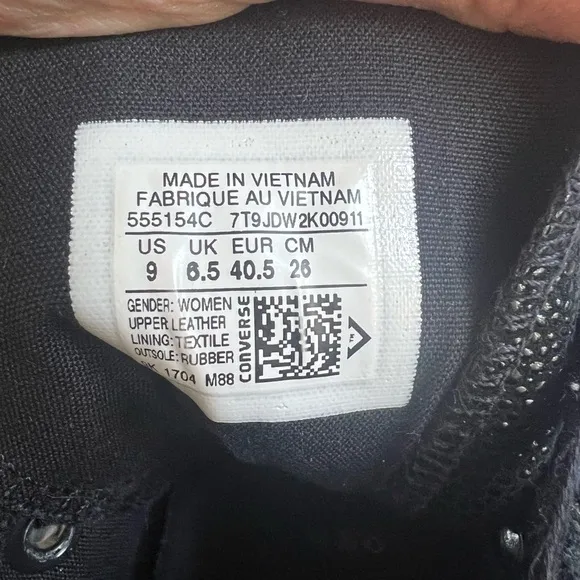 MADE IN VIETNAM
FABRIQUE AU VIETNAM
555154C 7T9JDW2K00911
US UK EUR CM
9 6.5 40.5 26
GENDER: WOMEN
UPPER LEATHER
LINING: TEXTILE
OUTSOLE: RUBBER
1704 M88
CONVERSE